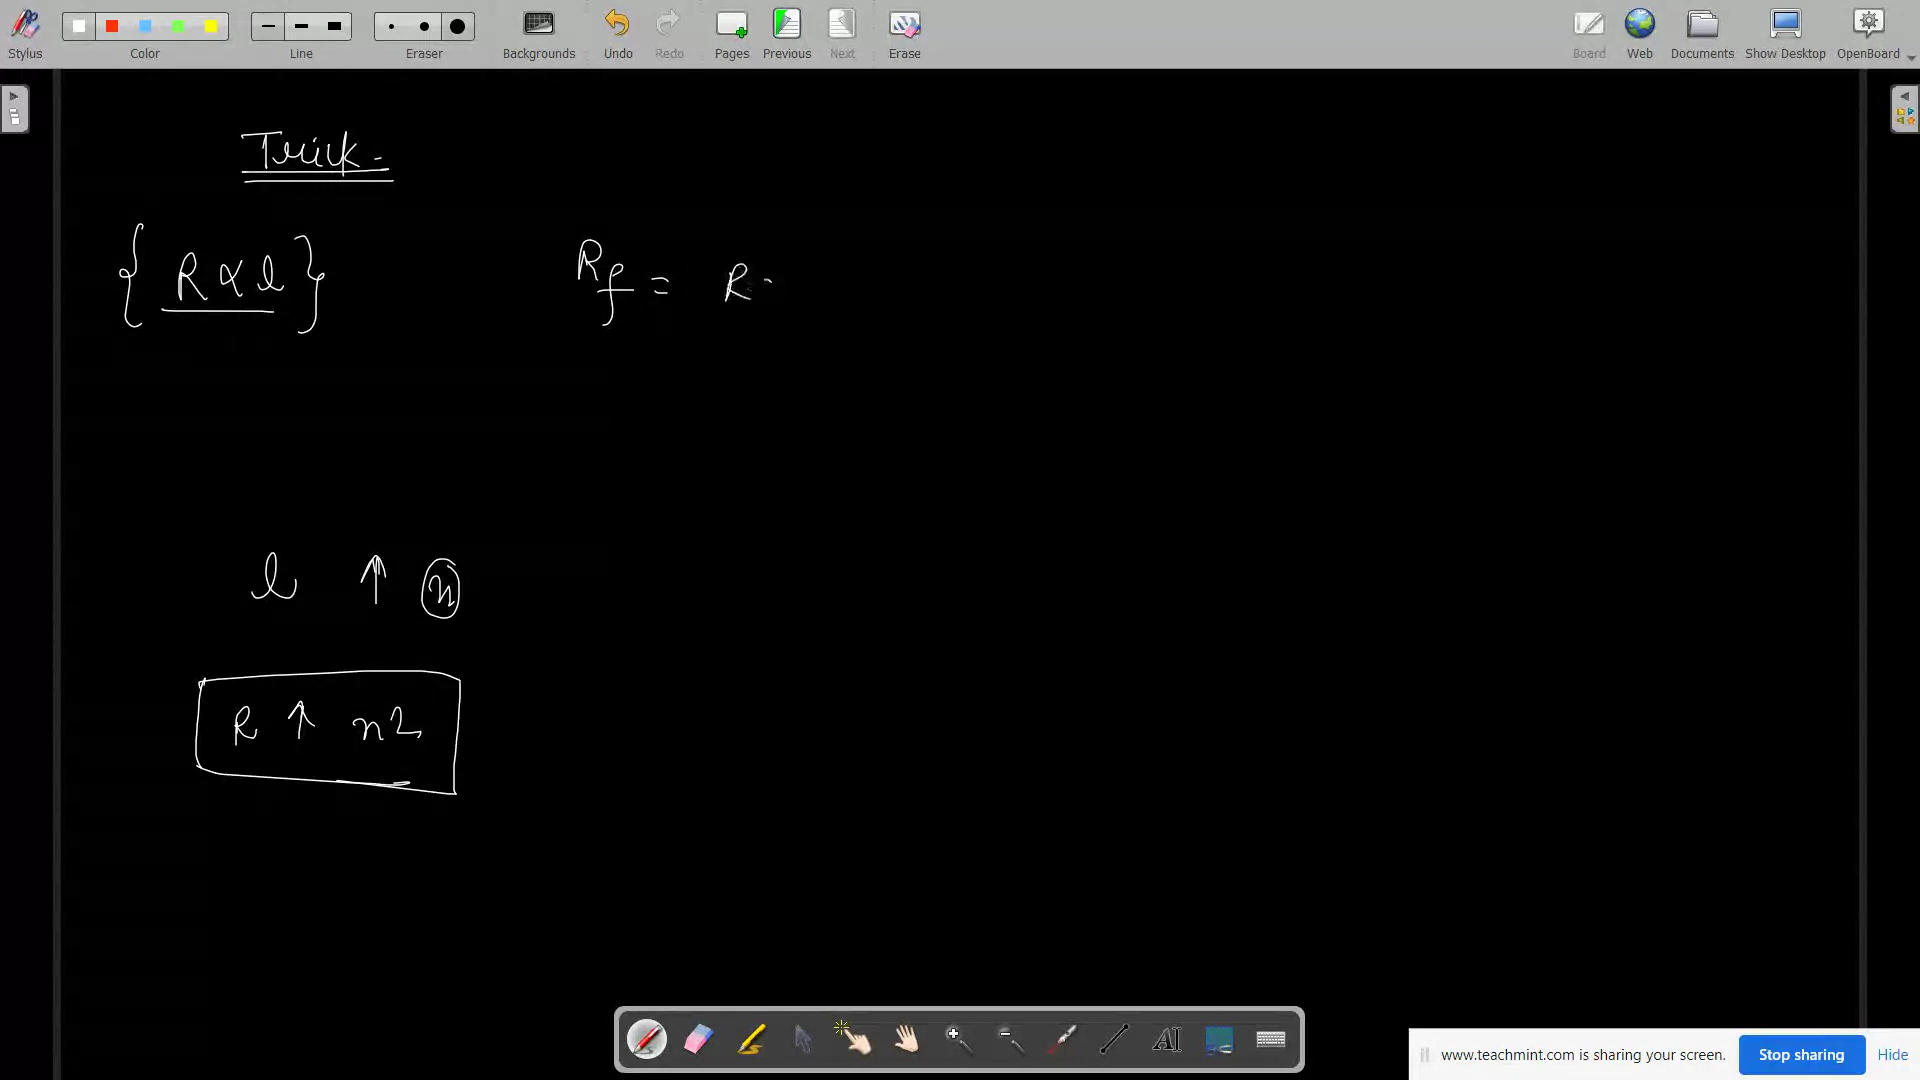 Stylus Color Line Eraser Backgrounds Undo Redo Pages Previous Next Erase Board Web Documents Show Desktop OpenBoard
Trick -
{ R ∝ l } Rf = R
l ↑ n
R ↑ n2
www.teachmint.com is sharing your screen. Stop sharing Hide